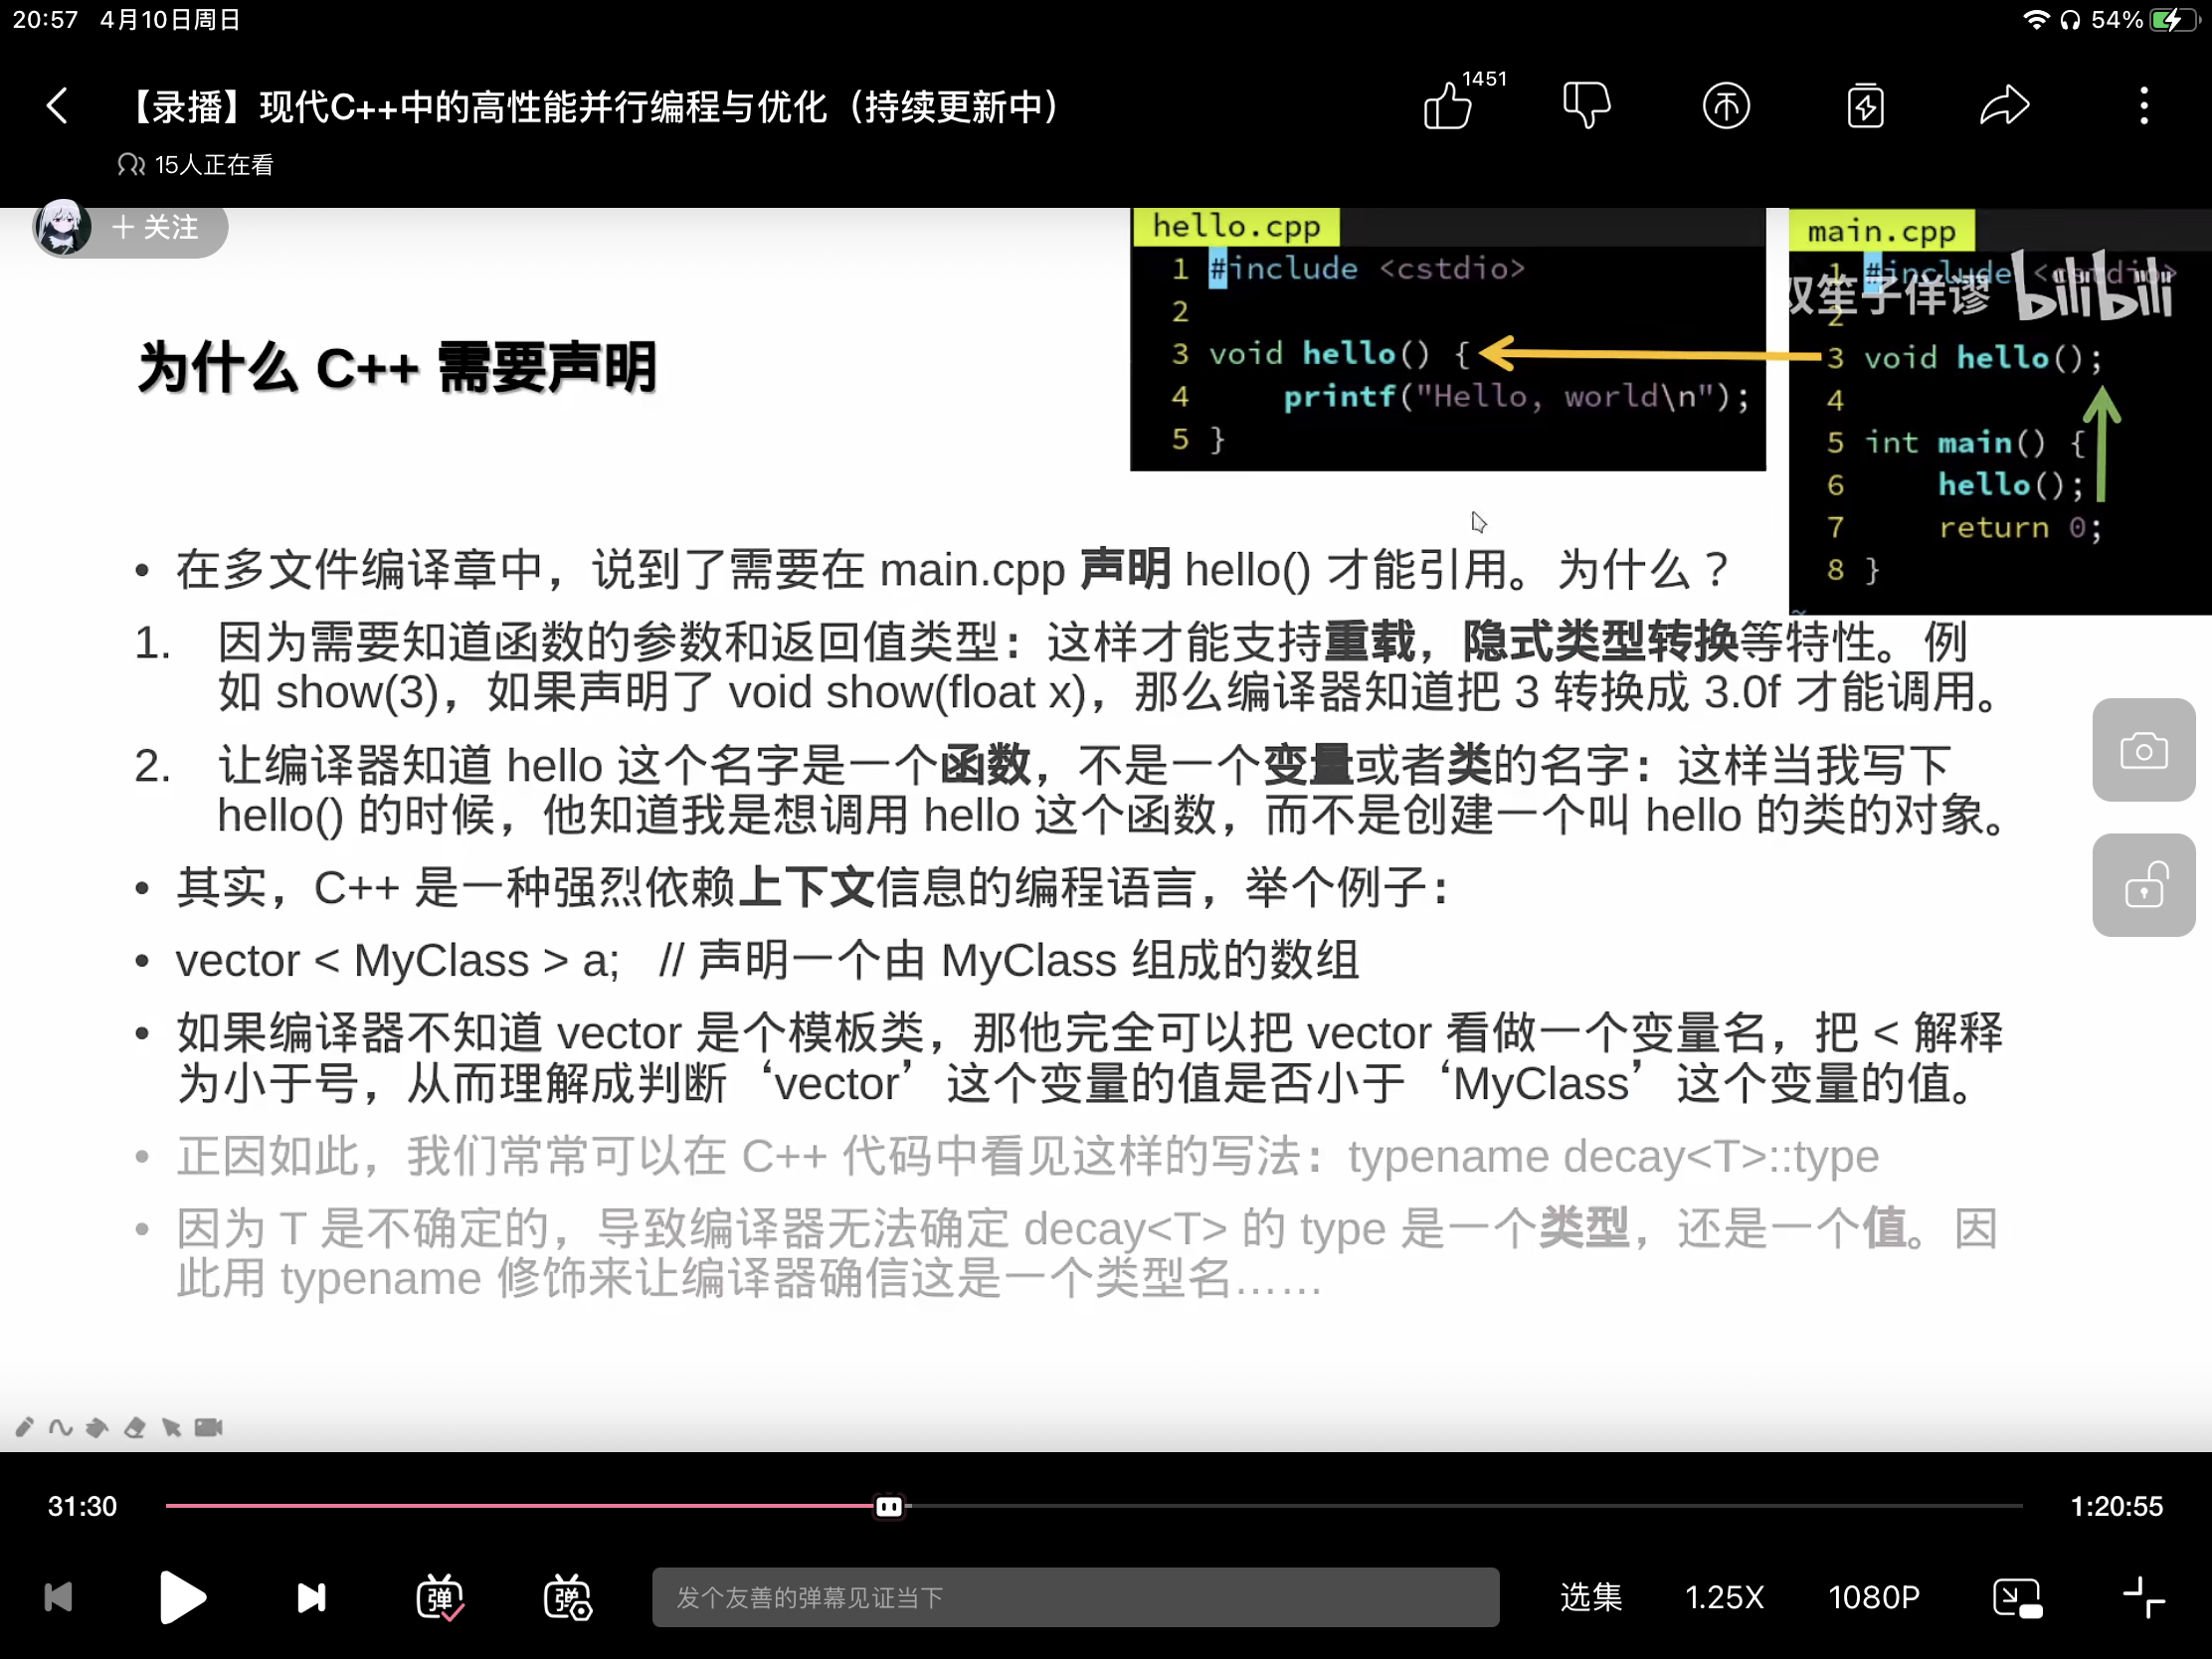 20:57 4月10日周日
54%
【录播】现代C++中的高性能并行编程与优化（持续更新中）
1451
15人正在看
＋关注
hello.cpp
1 #include <cstdio>
2
3 void hello() {
4     printf("Hello, world\n");
5 }
main.cpp
1 #include <cstdio>
双笙子佯谬 bilibili
2
3 void hello();
4
5 int main() {
6     hello();
7     return 0;
8 }
~
为什么 C++ 需要声明
• 在多文件编译章中，说到了需要在 main.cpp 声明 hello() 才能引用。为什么？
1. 因为需要知道函数的参数和返回值类型：这样才能支持重载，隐式类型转换等特性。例
如 show(3)，如果声明了 void show(float x)，那么编译器知道把 3 转换成 3.0f 才能调用。
2. 让编译器知道 hello 这个名字是一个函数，不是一个变量或者类的名字：这样当我写下
hello() 的时候，他知道我是想调用 hello 这个函数，而不是创建一个叫 hello 的类的对象。
• 其实，C++ 是一种强烈依赖上下文信息的编程语言，举个例子：
• vector < MyClass > a;   // 声明一个由 MyClass 组成的数组
• 如果编译器不知道 vector 是个模板类，那他完全可以把 vector 看做一个变量名，把 < 解释
为小于号，从而理解成判断‘vector’这个变量的值是否小于‘MyClass’这个变量的值。
• 正因如此，我们常常可以在 C++ 代码中看见这样的写法：typename decay<T>::type
• 因为 T 是不确定的，导致编译器无法确定 decay<T> 的 type 是一个类型，还是一个值。因
此用 typename 修饰来让编译器确信这是一个类型名……
31:30
1:20:55
弹
弹
发个友善的弹幕见证当下
选集
1.25X
1080P